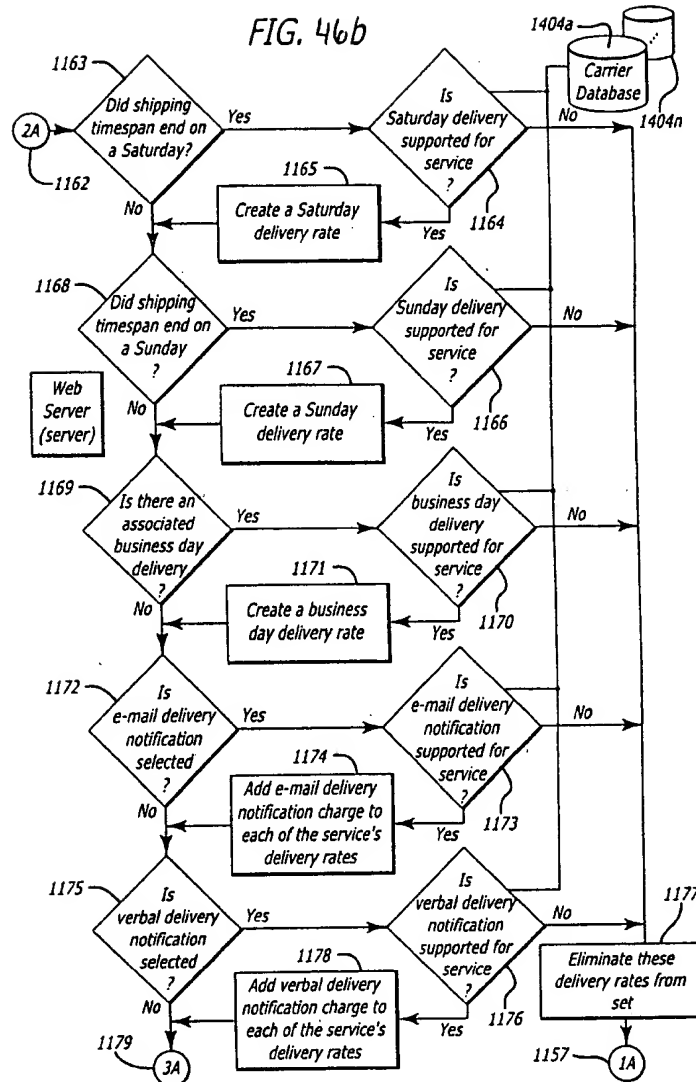 FIG. 46b
1404a
Carrier
Database
1404n
1163
Did shipping
timespan end on
a Saturday?
2A
1162
Yes
No
Is
Saturday delivery
supported for
service
?
1164
No
Yes
1165
Create a Saturday
delivery rate
1168
Did shipping
timespan end on
a Sunday
?
Yes
No
Is
Sunday delivery
supported for
service
?
1166
No
Yes
1167
Create a Sunday
delivery rate
Web
Server
(server)
1169
Is there an
associated
business day
delivery
?
Yes
No
Is
business day
delivery
supported for
service
?
1170
No
Yes
1171
Create a business
day delivery rate
1172
Is
e-mail delivery
notification
selected
?
Yes
No
Is
e-mail delivery
notification
supported for
service
?
1173
No
Yes
1174
Add e-mail delivery
notification charge to
each of the service's
delivery rates
1175
Is
verbal delivery
notification
selected
?
Yes
No
Is
verbal delivery
notification
supported for
service
?
1176
No
Yes
1178
Add verbal delivery
notification charge to
each of the service's
delivery rates
1177
Eliminate these
delivery rates from
set
1179
3A
1157
1A